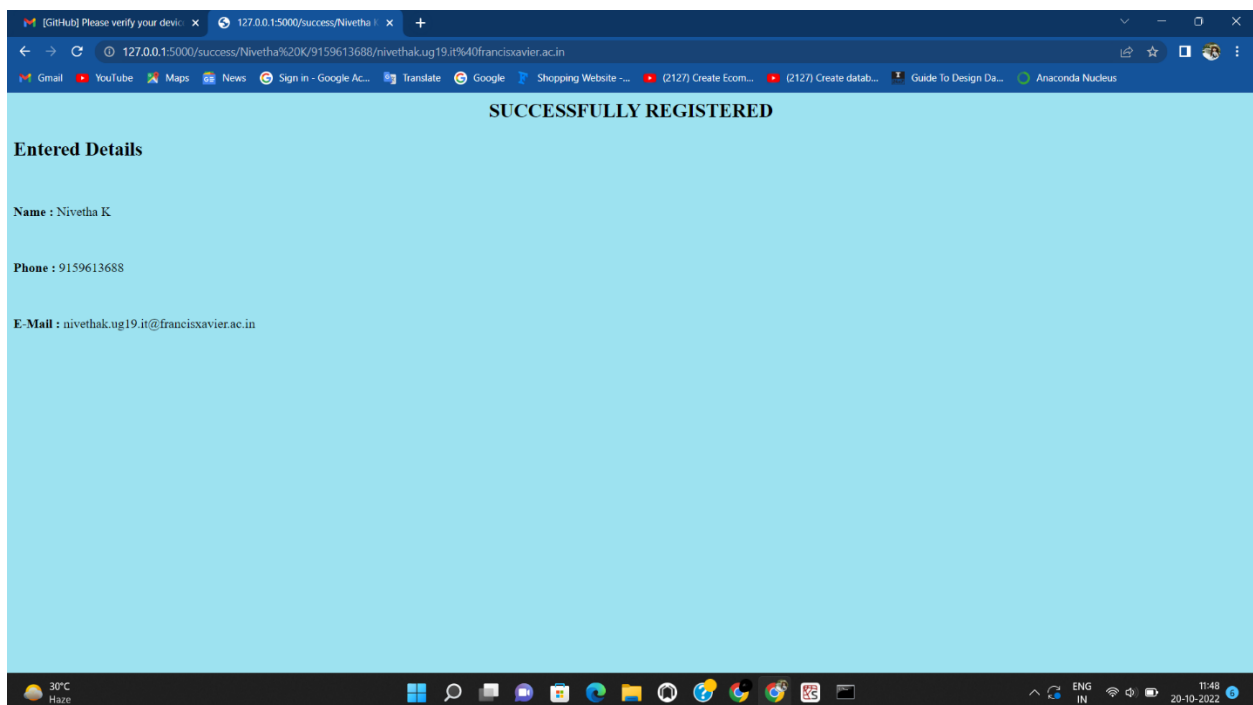 [GitHub] Please verify your devic
127.0.0.1:5000/success/Nivetha
127.0.0.1:5000/success/Nivetha%20K/9159613688/nivethak.ug19.it%40francisxavier.ac.in
Gmail YouTube Maps News Sign in - Google Ac... Translate Google Shopping Website -... (2127) Create Ecom... (2127) Create datab... Guide To Design Da... Anaconda Nucleus
SUCCESSFULLY REGISTERED
Entered Details
Name : Nivetha K
Phone : 9159613688
E-Mail : nivethak.ug19.it@francisxavier.ac.in
30°C
Haze
ENG
IN
11:48
20-10-2022
6